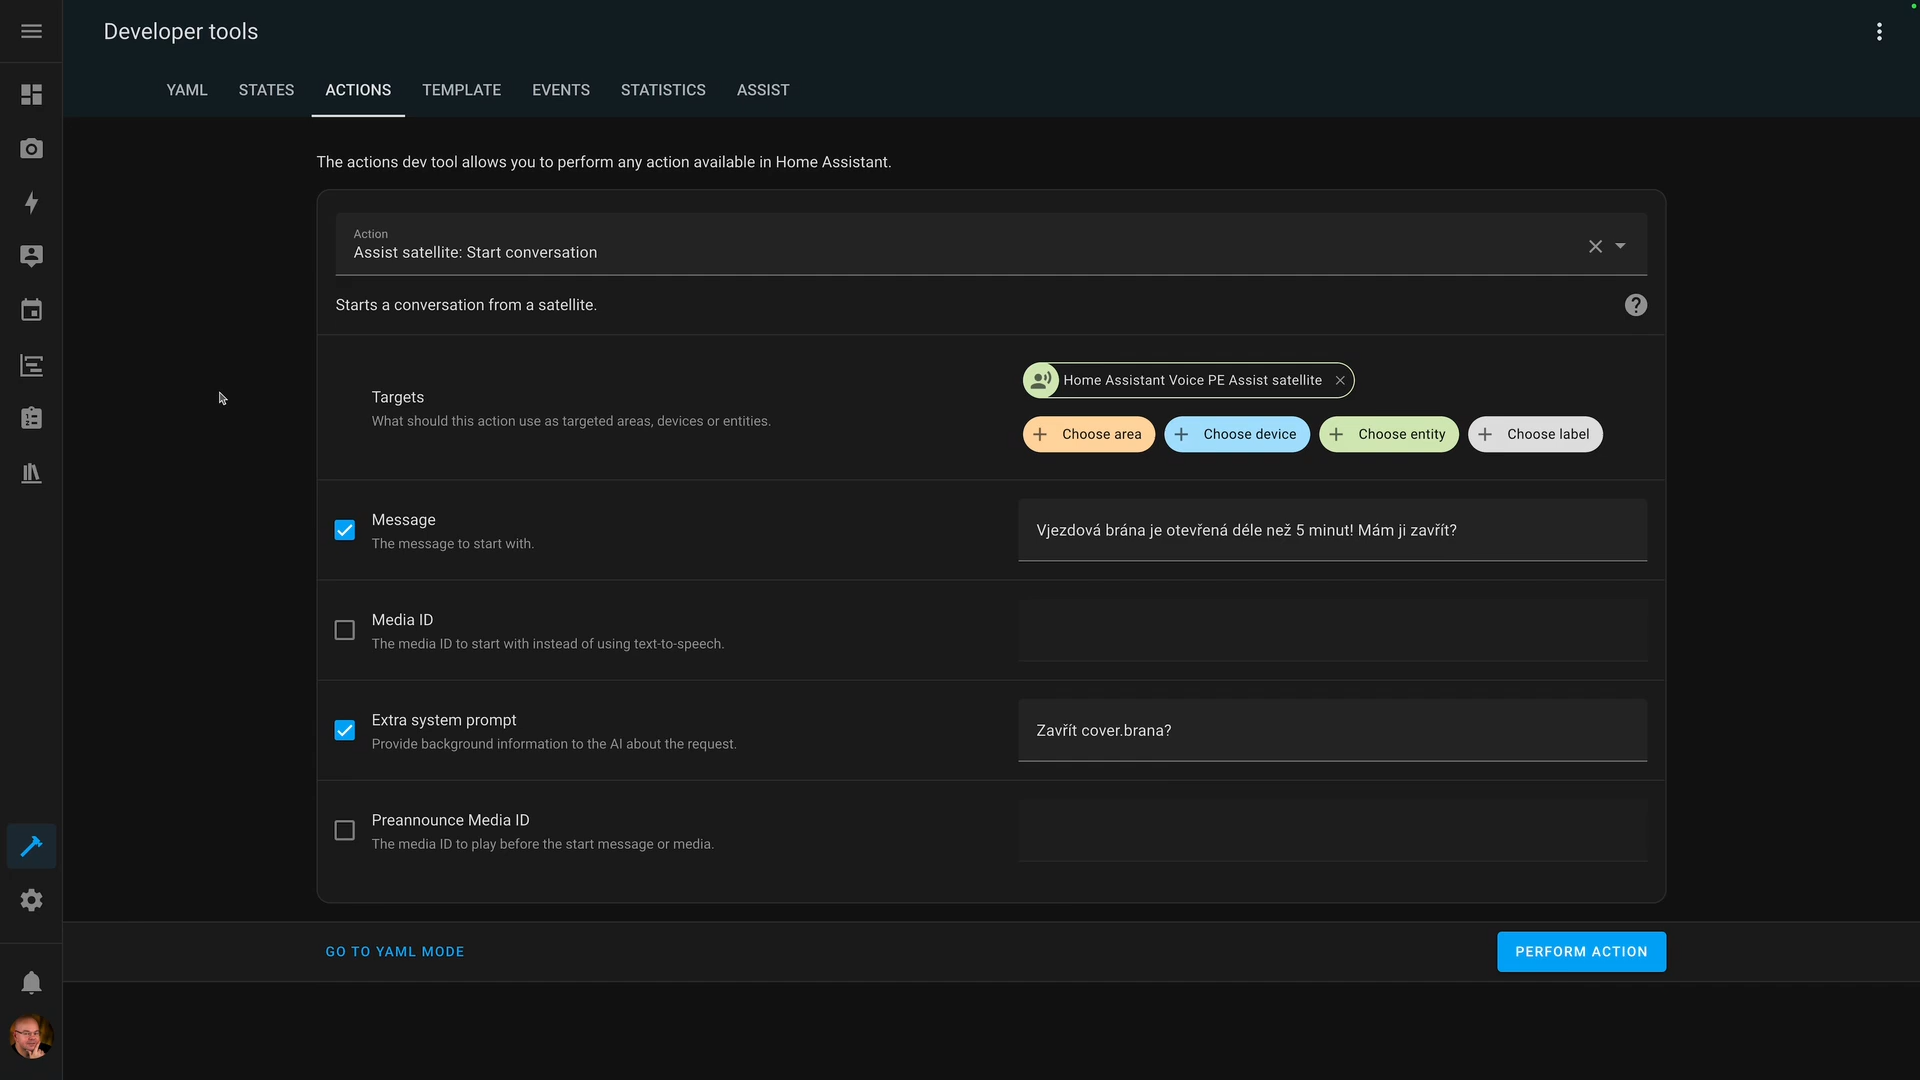 Developer tools
YAML STATES ACTIONS TEMPLATE EVENTS STATISTICS ASSIST
The actions dev tool allows you to perform any action available in Home Assistant.
Action
Assist satellite: Start conversation
Starts a conversation from a satellite.
Targets
What should this action use as targeted areas, devices or entities.
Home Assistant Voice PE Assist satellite
Choose area Choose device Choose entity Choose label
Message
The message to start with.
Vjezdová brána je otevřená déle než 5 minut! Mám ji zavřít?
Media ID
The media ID to start with instead of using text-to-speech.
Extra system prompt
Provide background information to the AI about the request.
Zavřít cover.brana?
Preannounce Media ID
The media ID to play before the start message or media.
GO TO YAML MODE
PERFORM ACTION